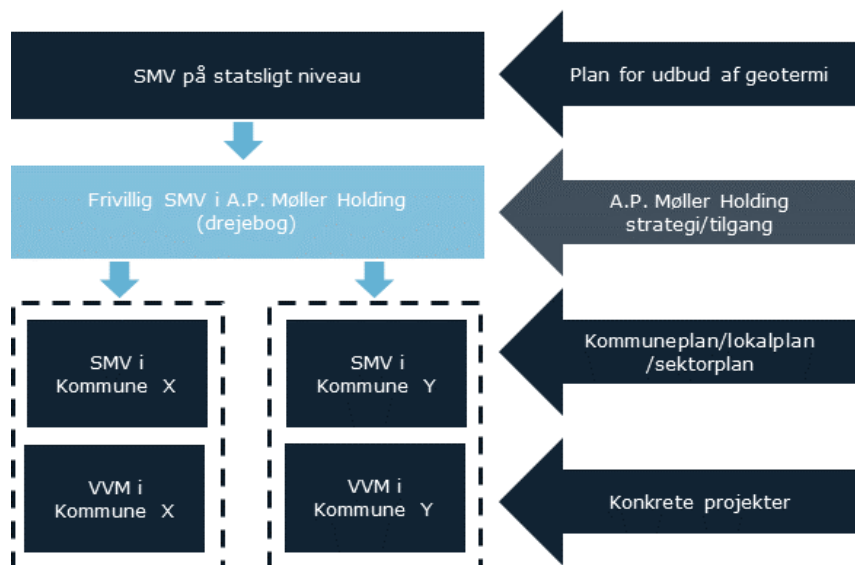 SMV på statsligt niveau
Plan for udbud af geotermi
Frivillig SMV i A.P. Møller Holding
(drejebog)
A.P. Møller Holding
strategi/tilgang
SMV i
Kommune X
SMV i
Kommune Y
Kommuneplan/lokalplan
/sektorplan
VVM i
Kommune X
VVM i
Kommune Y
Konkrete projekter